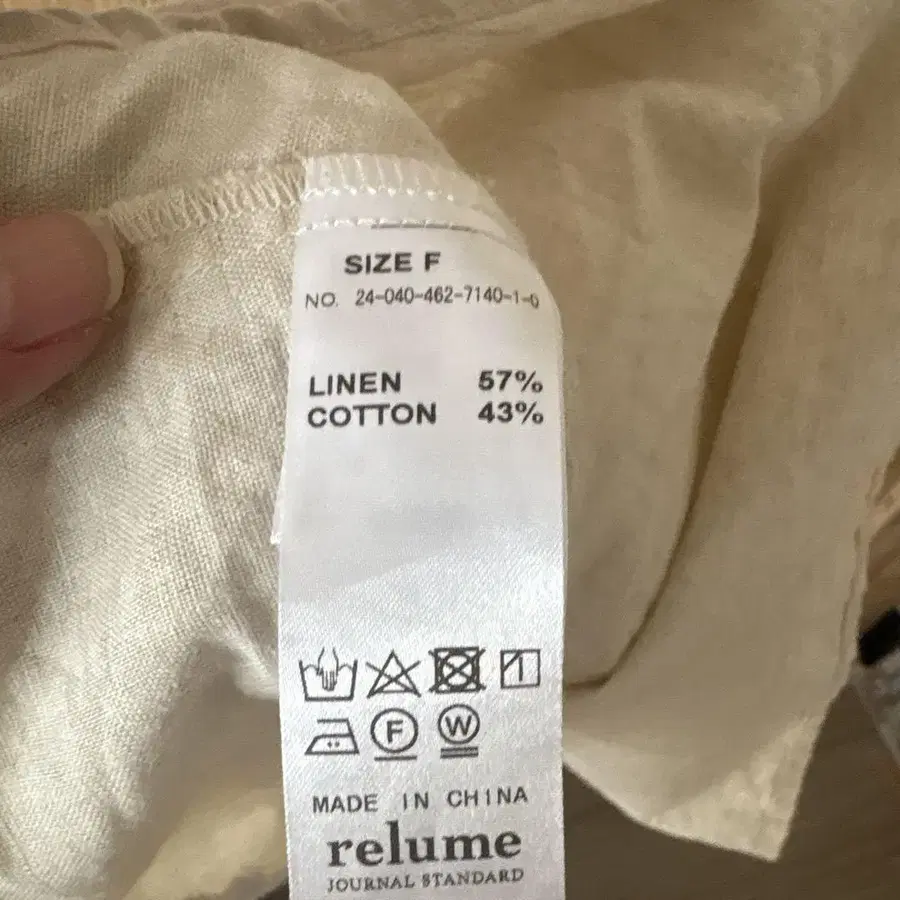 SIZE F
NO. 24-040-462-7140-1-0
LINEN 57%
COTTON 43%
F W
MADE IN CHINA
relume
JOURNAL STANDARD